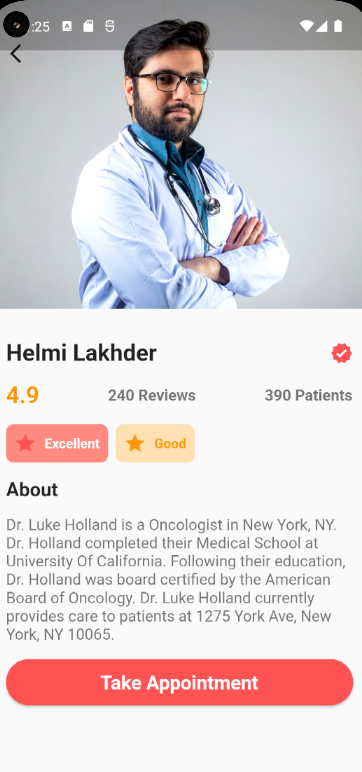 :25
Helmi Lakhder
4.9 240 Reviews 390 Patients
Excellent Good
About
Dr. Luke Holland is a Oncologist in New York, NY.
Dr. Holland completed their Medical School at
University Of California. Following their education,
Dr. Holland was board certified by the American
Board of Oncology. Dr. Luke Holland currently
provides care to patients at 1275 York Ave, New
York, NY 10065.
Take Appointment